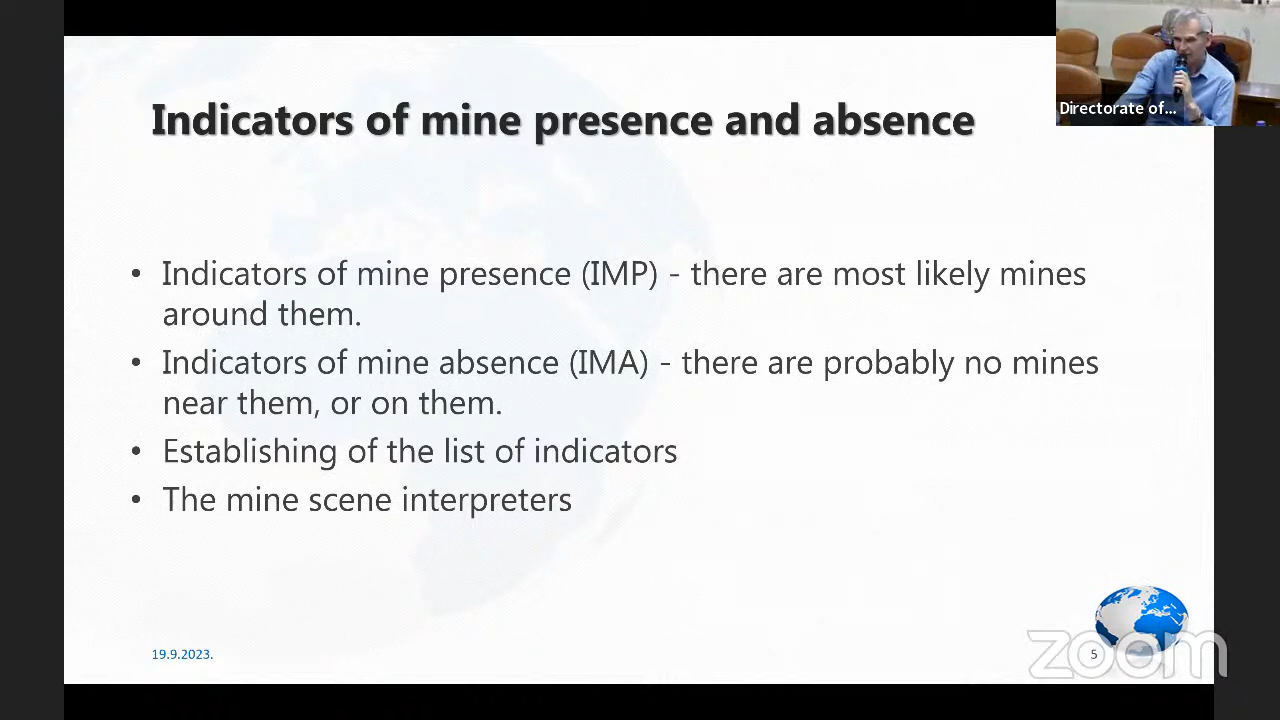 Directorate of...
Indicators of mine presence and absence
• Indicators of mine presence (IMP) - there are most likely mines
around them.
• Indicators of mine absence (IMA) - there are probably no mines
near them, or on them.
• Establishing of the list of indicators
• The mine scene interpreters
19.9.2023.
5
zoom